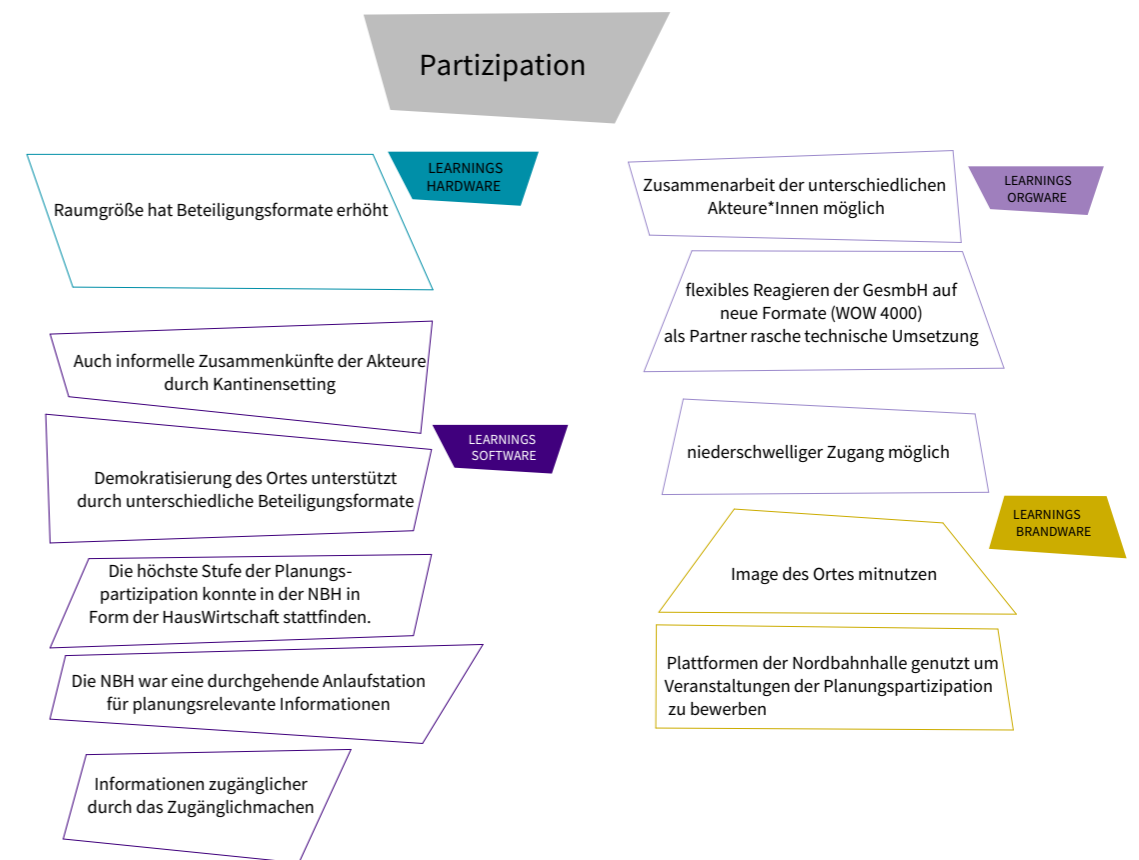 Partizipation
LEARNINGS
HARDWARE
Raumgröße hat Beteiligungsformate erhöht
Auch informelle Zusammenkünfte der Akteure
durch Kantinensetting
LEARNINGS
SOFTWARE
Demokratisierung des Ortes unterstützt
durch unterschiedliche Beteiligungsformate
Die höchste Stufe der Planungs-
partizipation konnte in der NBH in
Form der HausWirtschaft stattfinden.
Die NBH war eine durchgehende Anlaufstation
für planungsrelevante Informationen
Informationen zugänglicher
durch das Zugänglichmachen
LEARNINGS
ORGWARE
Zusammenarbeit der unterschiedlichen
Akteure*Innen möglich
flexibles Reagieren der GesmbH auf
neue Formate (WOW 4000)
als Partner rasche technische Umsetzung
niederschwelliger Zugang möglich
LEARNINGS
BRANDWARE
Image des Ortes mitnutzen
Plattformen der Nordbahnhalle genutzt um
Veranstaltungen der Planungspartizipation
zu bewerben